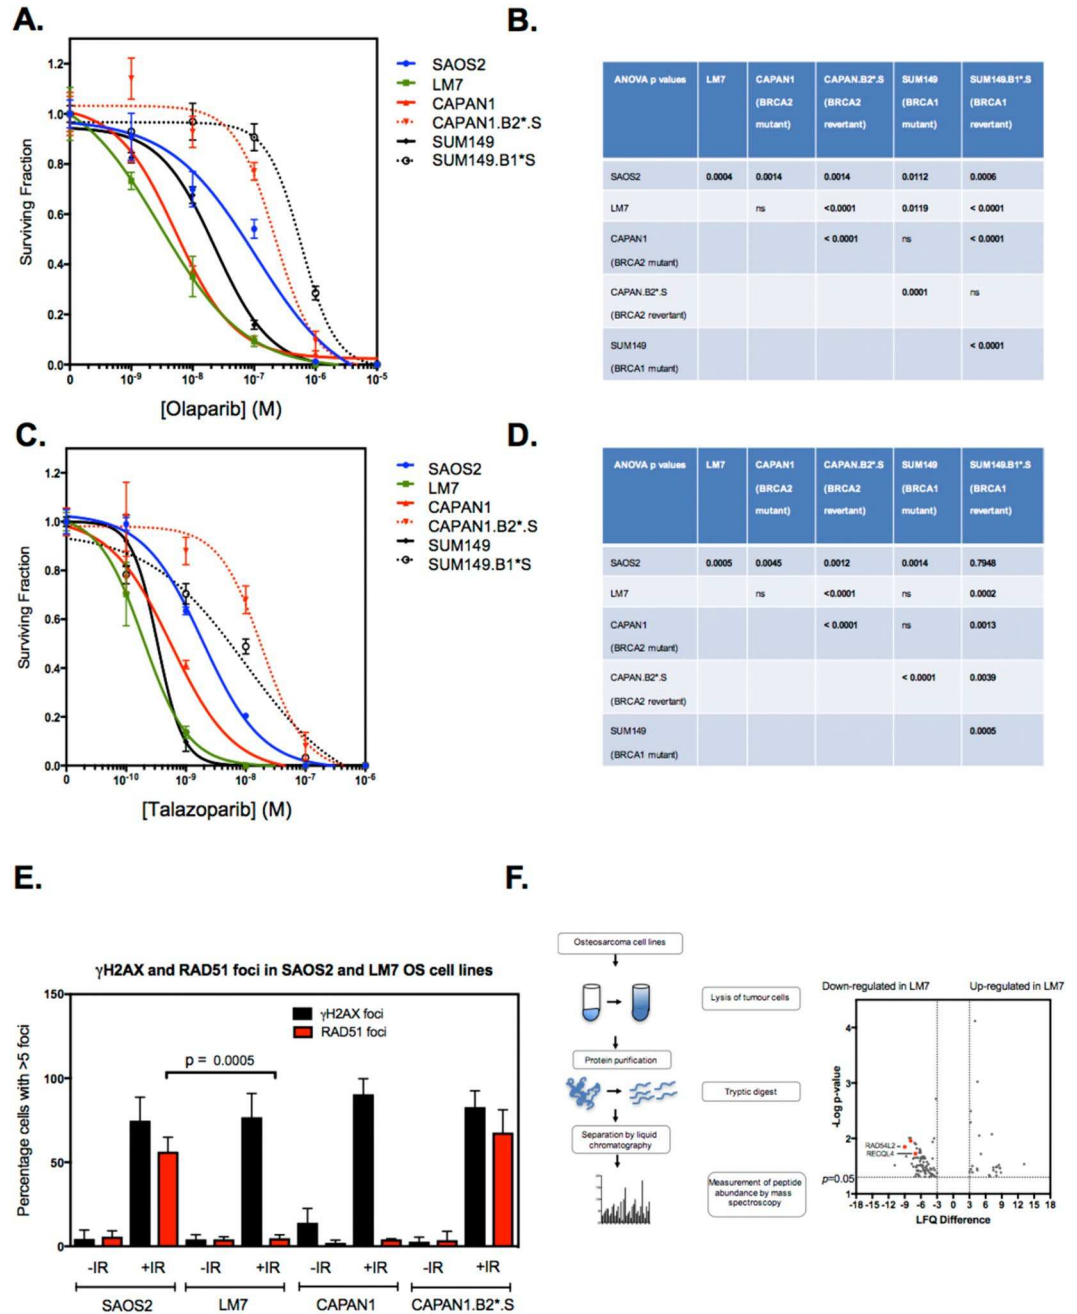 A.
1.2
1.0
0.8
0.6
0.4
0.2
0.0
Surviving Fraction
0 10-9 10-8 10-7 10-6 10-5
[Olaparib] (M)
SAOS2
LM7
CAPAN1
CAPAN1.B2*.S
SUM149
SUM149.B1*S
B.
ANOVA p values LM7 CAPAN1 (BRCA2 mutant) CAPAN.B2*.S (BRCA2 revertant) SUM149 (BRCA1 mutant) SUM149.B1*.S (BRCA1 revertant)
SAOS2 0.0004 0.0014 0.0014 0.0112 0.0006
LM7 ns <0.0001 0.0119 < 0.0001
CAPAN1 < 0.0001 ns < 0.0001
(BRCA2 mutant)
CAPAN.B2*.S 0.0001 ns
(BRCA2 revertant)
SUM149 < 0.0001
(BRCA1 mutant)
C.
1.2
1.0
0.8
0.6
0.4
0.2
0.0
Surviving Fraction
0 10-10 10-9 10-8 10-7 10-6
[Talazoparib] (M)
SAOS2
LM7
CAPAN1
CAPAN1.B2*.S
SUM149
SUM149.B1*S
D.
ANOVA p values LM7 CAPAN1 (BRCA2 mutant) CAPAN.B2*.S (BRCA2 revertant) SUM149 (BRCA1 mutant) SUM149.B1*.S (BRCA1 revertant)
SAOS2 0.0005 0.0045 0.0012 0.0014 0.7948
LM7 ns <0.0001 ns 0.0002
CAPAN1 < 0.0001 ns 0.0013
(BRCA2 mutant)
CAPAN.B2*.S < 0.0001 0.0039
(BRCA2 revertant)
SUM149 0.0005
(BRCA1 mutant)
E.
γH2AX and RAD51 foci in SAOS2 and LM7 OS cell lines
150
100
50
0
Percentage cells with >5 foci
γH2AX foci
RAD51 foci
p = 0.0005
-IR +IR -IR +IR -IR +IR -IR +IR
SAOS2 LM7 CAPAN1 CAPAN1.B2*.S
F.
Osteosarcoma cell lines
Lysis of tumour cells
Protein purification
Tryptic digest
Separation by liquid
chromatography
Measurement of peptide
abundance by mass
spectroscopy
Down-regulated in LM7 Up-regulated in LM7
4
3
2
1
-Log p-value
RAD54L2
RECQL4
p=0.05
-18 -15 -12 -9 -6 -3 0 3 6 9 12 15 18
LFQ Difference